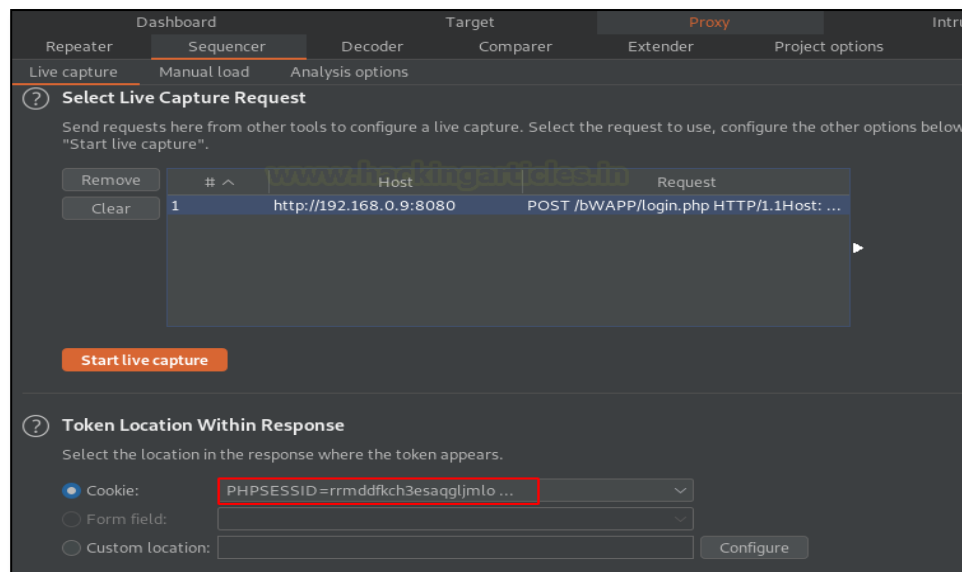 Dashboard Target Proxy Intr
Repeater Sequencer Decoder Comparer Extender Project options
Live capture Manual load Analysis options
? Select Live Capture Request
Send requests here from other tools to configure a live capture. Select the request to use, configure the other options below
"Start live capture".
www.hackingarticles.in
Remove # Host Request
Clear 1 http://192.168.0.9:8080 POST /bWAPP/login.php HTTP/1.1Host: ...
Start live capture
? Token Location Within Response
Select the location in the response where the token appears.
Cookie: PHPSESSID=rrmddfkch3esaqgljmlo ...
Form field:
Custom location: Configure